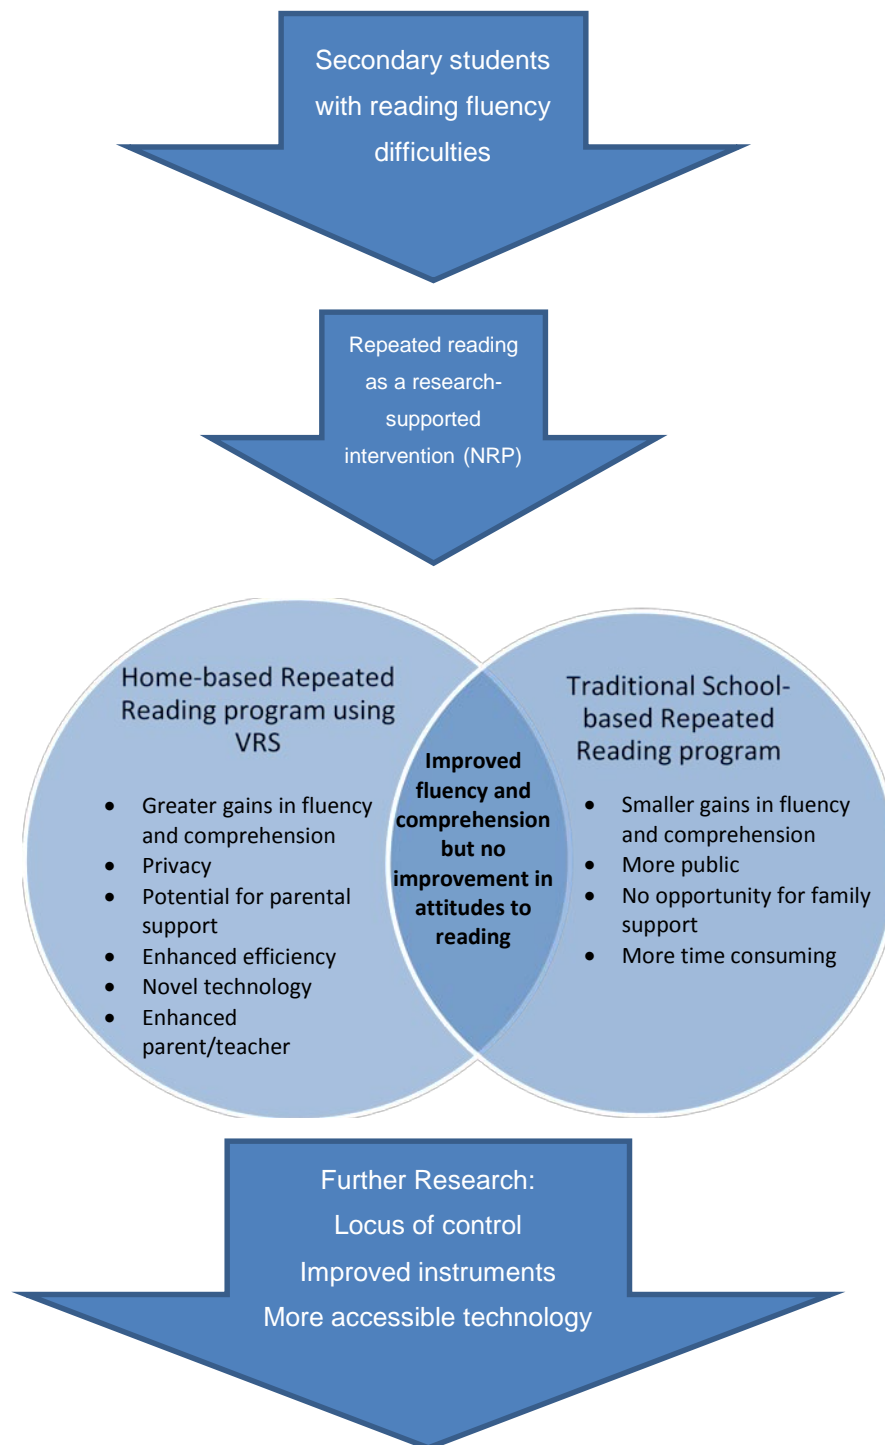 Secondary students
with reading fluency
difficulties
Repeated reading
as a research-
supported
intervention (NRP)
Home-based Repeated
Reading program using
VRS
• Greater gains in fluency
and comprehension
• Privacy
• Potential for parental
support
• Enhanced efficiency
• Novel technology
• Enhanced
parent/teacher
Improved
fluency and
comprehension
but no
improvement in
attitudes to
reading
Traditional School-
based Repeated
Reading program
• Smaller gains in fluency
and comprehension
• More public
• No opportunity for family
support
• More time consuming
Further Research:
Locus of control
Improved instruments
More accessible technology